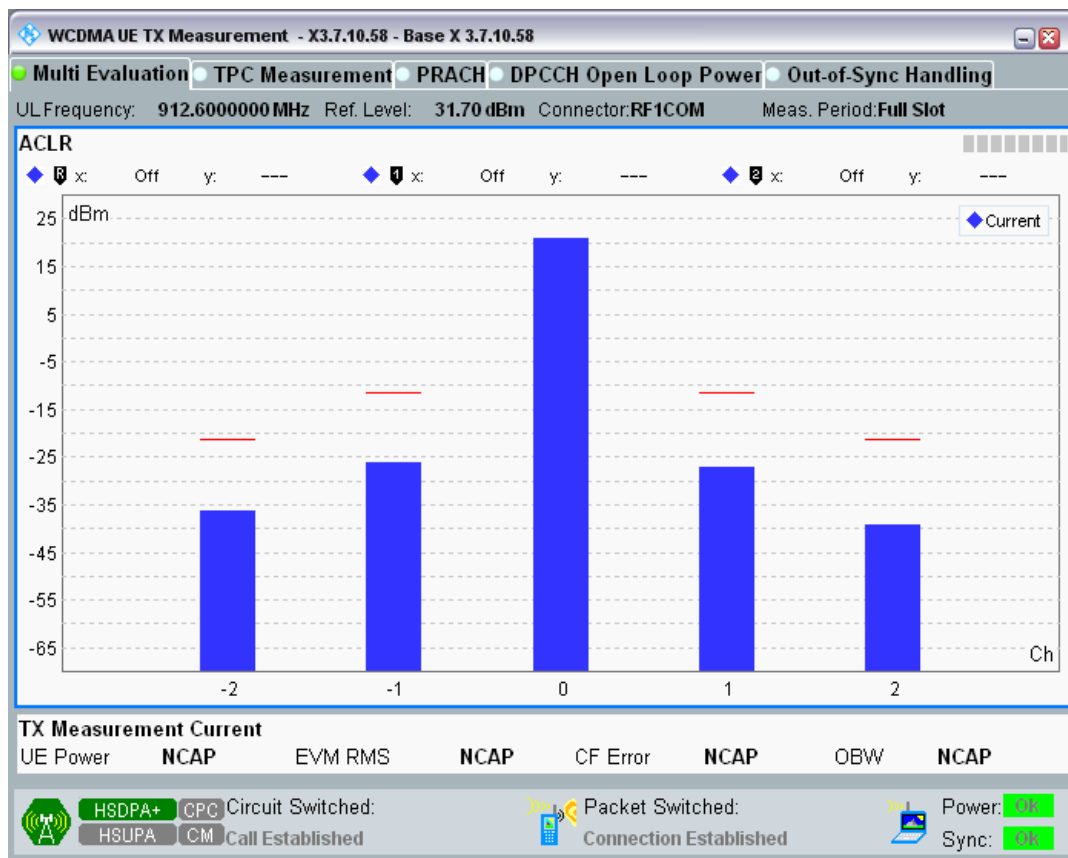 WCDMA UE TX Measurement - X3.7.10.58 - Base X 3.7.10.58
Multi Evaluation TPC Measurement PRACH DPCCH Open Loop Power Out-of-Sync Handling
UL Frequency: 912.6000000 MHz Ref. Level: 31.70 dBm Connector:RF1COM Meas. Period:Full Slot
ACLR
R x: Off y: --- 1 x: Off y: --- 2 x: Off y: ---
dBm
Current
25
15
5
-5
-15
-25
-35
-45
-55
-65
Ch
-2 -1 0 1 2
TX Measurement Current
UE Power NCAP EVM RMS NCAP CF Error NCAP OBW NCAP
HSDPA+ CPC Circuit Switched: Packet Switched: Power: OK
HSUPA CM Call Established Connection Established Sync: OK